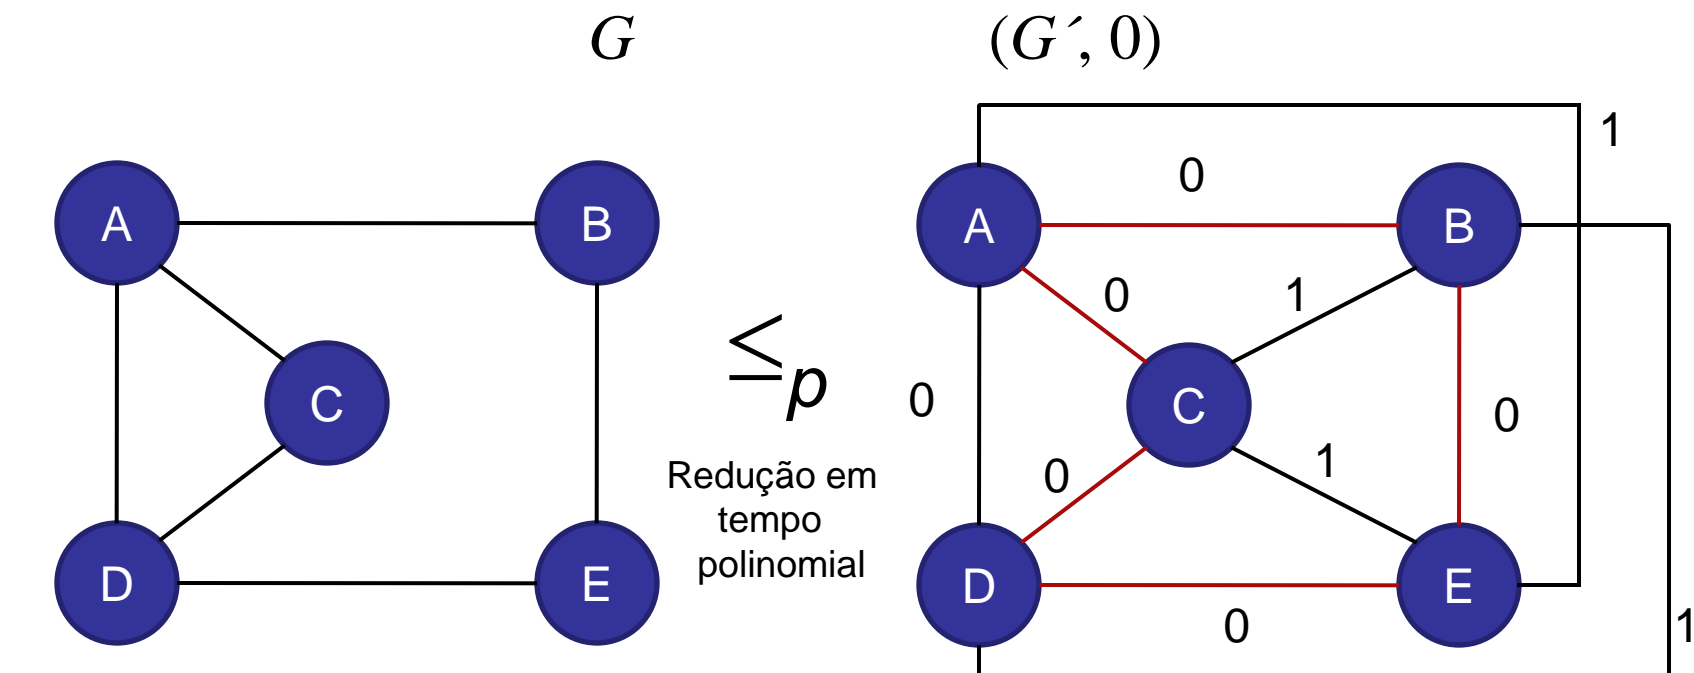 G (G´, 0)
A B
C
D E
≤p
Redução em
tempo
polinomial
1
0
A B
0 1
0 C 0
0 1
D E
0 1